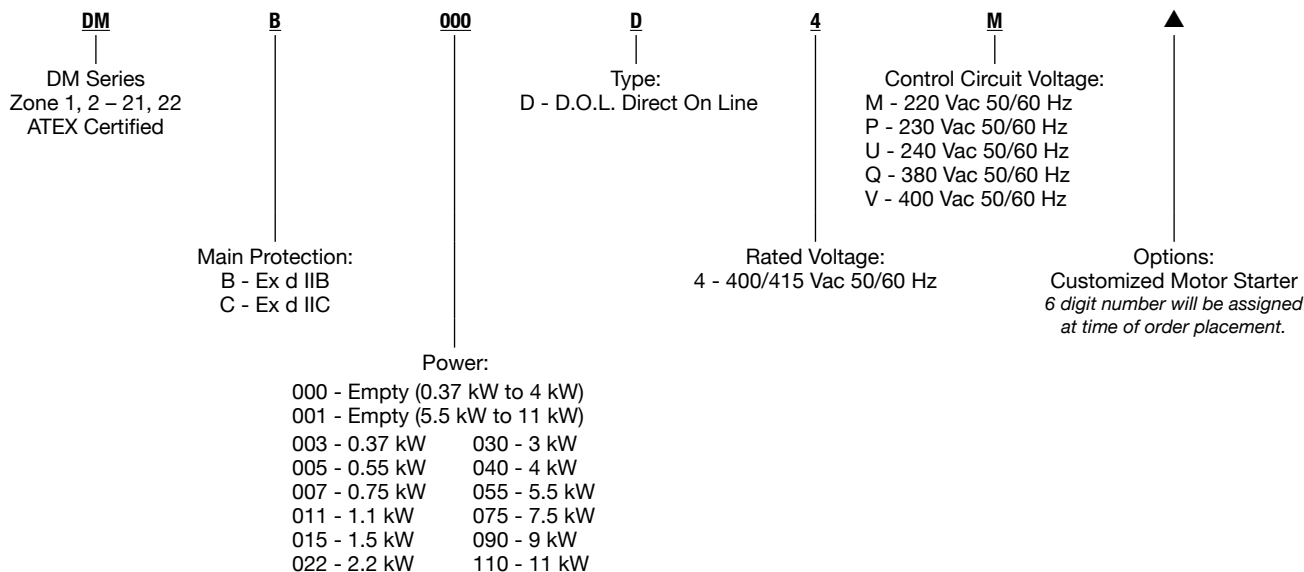 DM B 000 D 4 M ▲
DM Series
Zone 1, 2 – 21, 22
ATEX Certified
Type:
D - D.O.L. Direct On Line
Control Circuit Voltage:
M - 220 Vac 50/60 Hz
P - 230 Vac 50/60 Hz
U - 240 Vac 50/60 Hz
Q - 380 Vac 50/60 Hz
V - 400 Vac 50/60 Hz
Main Protection:
B - Ex d IIB
C - Ex d IIC
Rated Voltage:
4 - 400/415 Vac 50/60 Hz
Options:
Customized Motor Starter
6 digit number will be assigned
at time of order placement.
Power:
000 - Empty (0.37 kW to 4 kW)
001 - Empty (5.5 kW to 11 kW)
003 - 0.37 kW 030 - 3 kW
005 - 0.55 kW 040 - 4 kW
007 - 0.75 kW 055 - 5.5 kW
011 - 1.1 kW 075 - 7.5 kW
015 - 1.5 kW 090 - 9 kW
022 - 2.2 kW 110 - 11 kW